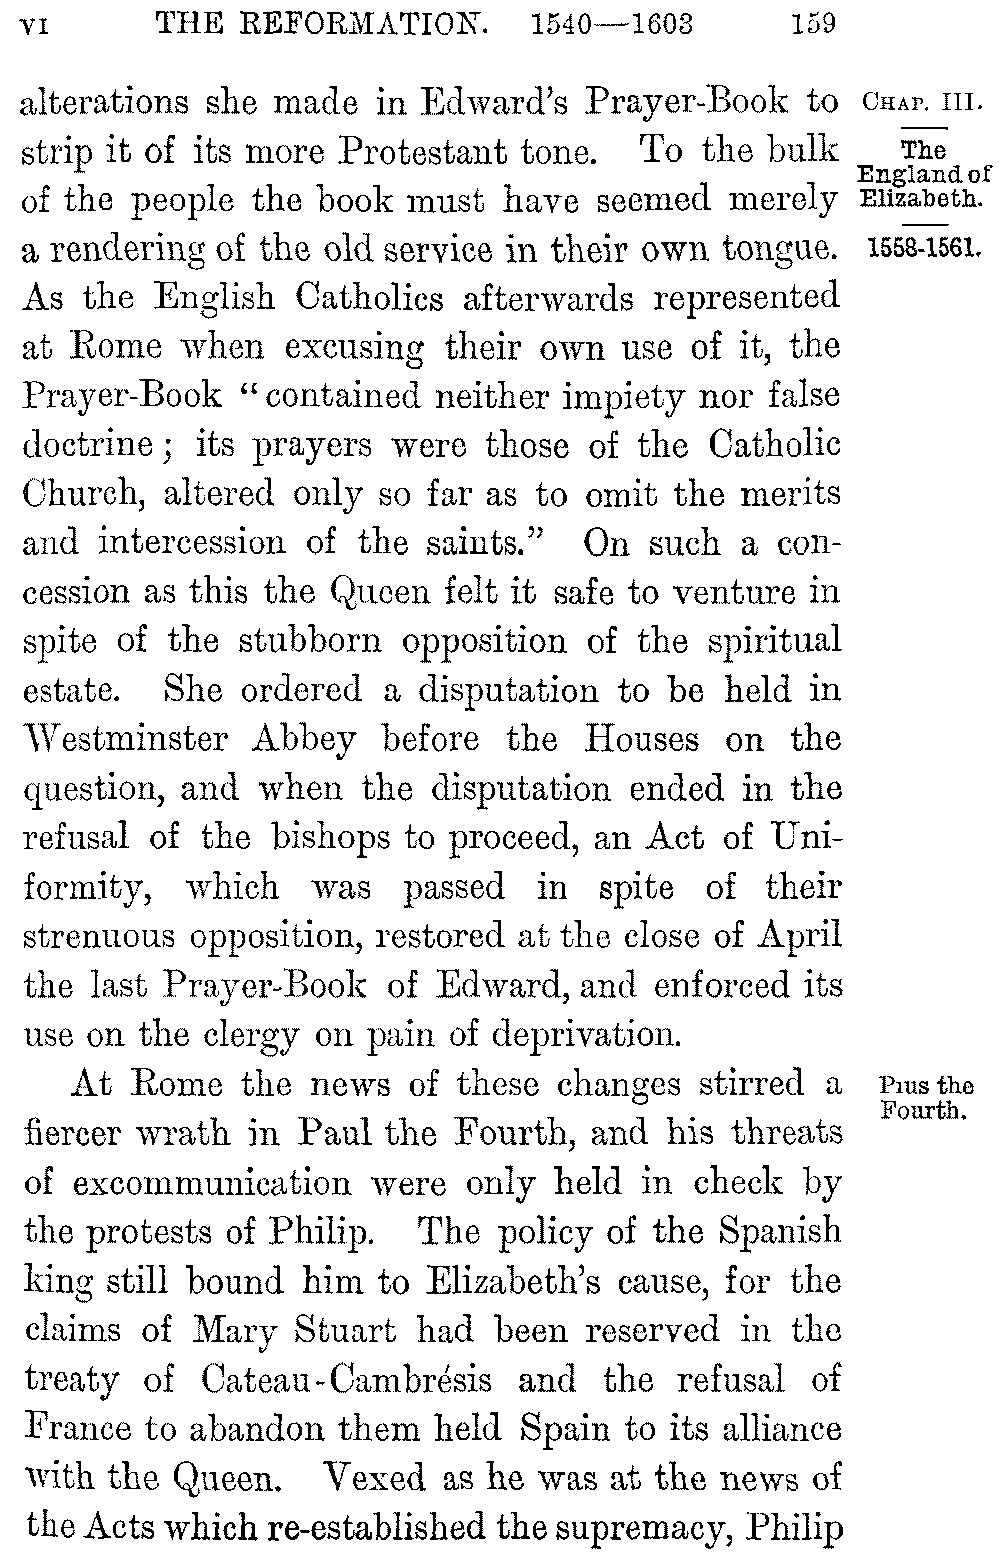 VI THE REFORMATION. 1540—1603 159
alterations she made in Edward's Prayer-Book to
strip it of its more Protestant tone. To the bulk
of the people the book must have seemed merely
a rendering of the old service in their own tongue.
As the English Catholics afterwards represented
at Rome when excusing their own use of it, the
Prayer-Book “contained neither impiety nor false
doctrine; its prayers were those of the Catholic
Church, altered only so far as to omit the merits
and intercession of the saints.” On such a con-
cession as this the Queen felt it safe to venture in
spite of the stubborn opposition of the spiritual
estate. She ordered a disputation to be held in
Westminster Abbey before the Houses on the
question, and when the disputation ended in the
refusal of the bishops to proceed, an Act of Uni-
formity, which was passed in spite of their
strenuous opposition, restored at the close of April
the last Prayer-Book of Edward, and enforced its
use on the clergy on pain of deprivation.
At Rome the news of these changes stirred a
fiercer wrath in Paul the Fourth, and his threats
of excommunication were only held in check by
the protests of Philip. The policy of the Spanish
king still bound him to Elizabeth's cause, for the
claims of Mary Stuart had been reserved in the
treaty of Cateau-Cambrésis and the refusal of
France to abandon them held Spain to its alliance
with the Queen. Vexed as he was at the news of
the Acts which re-established the supremacy, Philip
CHAP. III.
The
England of
Elizabeth.
1558-1561.
Pius the
Fourth.